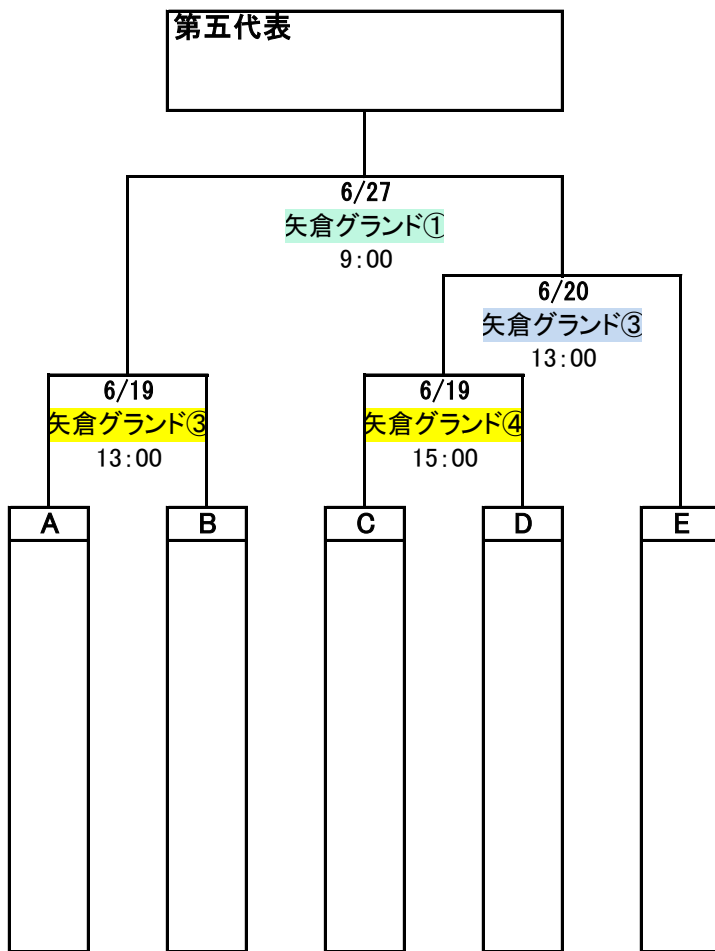 第五代表
6/27
矢倉グランド①
9:00
6/20
矢倉グランド③
13:00
6/19
矢倉グランド③
13:00
6/19
矢倉グランド④
15:00
A
B
C
D
E